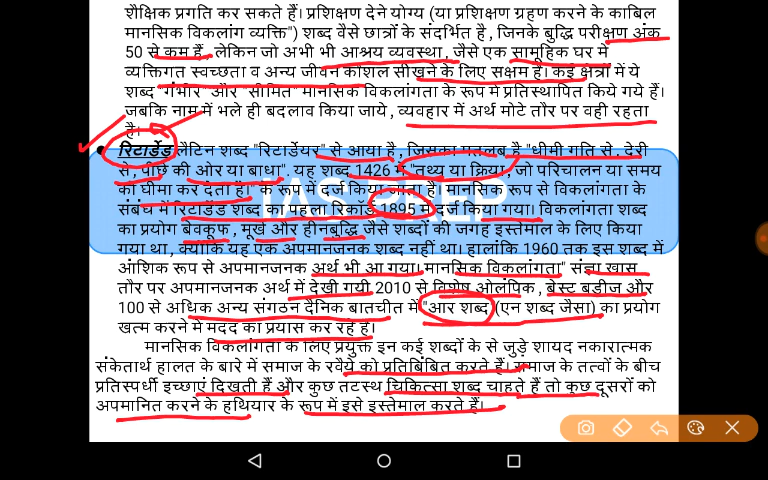 शैक्षिक प्रगति कर सकते हैं। प्रशिक्षण देने योग्य (या प्रशिक्षण ग्रहण करने के काबिल
मानसिक विकलांग व्यक्ति") शब्द वैसे छात्रों के संदर्भित है , जिनके बुद्धि परीक्षण अंक
50 से कम हैं , लेकिन जो अभी भी आश्रय व्यवस्था , जैसे एक सामूहिक घर में
व्यक्तिगत स्वच्छता व अन्य जीवन कौशल सीखने के लिए सक्षम हैं। कई क्षेत्रों में ये
शब्द "गंभीर" और "सीमित" मानसिक विकलांगता के रूप में प्रतिस्थापित किये गये हैं।
जबकि नाम में भले ही बदलाव किया जाये , व्यवहार में अर्थ मोटे तौर पर वही रहता
है।
• रिटार्डेड लैटिन शब्द "रिटार्डेयर" से आया है , जिसका मतलब है "धीमी गति से , देरी
से, पीछे की ओर या बाधा". यह शब्द 1426 में "तथ्य या क्रिया , जो परिचालन या समय
को धीमा कर देता है।" के रूप में दर्ज किया जाता है। मानसिक रूप से विकलांगता के
संबंध में रिटार्डेड शब्द का पहला रिकॉर्ड 1895 में दर्ज किया गया। विकलांगता शब्द
का प्रयोग बेवकूफ , मूर्ख और हीनबुद्धि जैसे शब्दों की जगह इस्तेमाल के लिए किया
गया था , क्योंकि यह एक अपमानजनक शब्द नहीं था। हालांकि 1960 तक इस शब्द में
आंशिक रूप से अपमानजनक अर्थ भी आ गया। मानसिक विकलांगता" संज्ञा खास
तौर पर अपमानजनक अर्थ में देखी गयी 2010 से विशेष ओलंपिक , बेस्ट बडीज और
100 से अधिक अन्य संगठन दैनिक बातचीत में "आर शब्द (एन शब्द जैसा) का प्रयोग
खत्म करने में मदद का प्रयास कर रहे हैं।
मानसिक विकलांगता के लिए प्रयुक्त इन कई शब्दों के से जुड़े शायद नकारात्मक
संकेतार्थ हालत के बारे में समाज के रवैये को प्रतिबिंबित करते हैं। समाज के तत्वों के बीच
प्रतिस्पर्धी इच्छाएं दिखती हैं और कुछ तटस्थ चिकित्सा शब्द चाहते हैं तो कुछ दूसरों को
अपमानित करने के हथियार के रूप में इसे इस्तेमाल करते हैं।